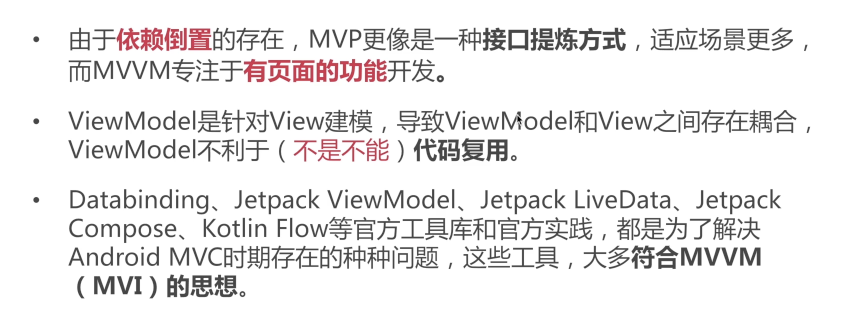 • 由于依赖倒置的存在，MVP更像是一种接口提炼方式，适应场景更多，
而MVVM专注于有页面的功能开发。
• ViewModel是针对View建模，导致ViewModel和View之间存在耦合，
ViewModel不利于（不是不能）代码复用。
• Databinding、Jetpack ViewModel、Jetpack LiveData、Jetpack
Compose、Kotlin Flow等官方工具库和官方实践，都是为了解决
Android MVC时期存在的种种问题，这些工具，大多符合MVVM
（MVI）的思想。